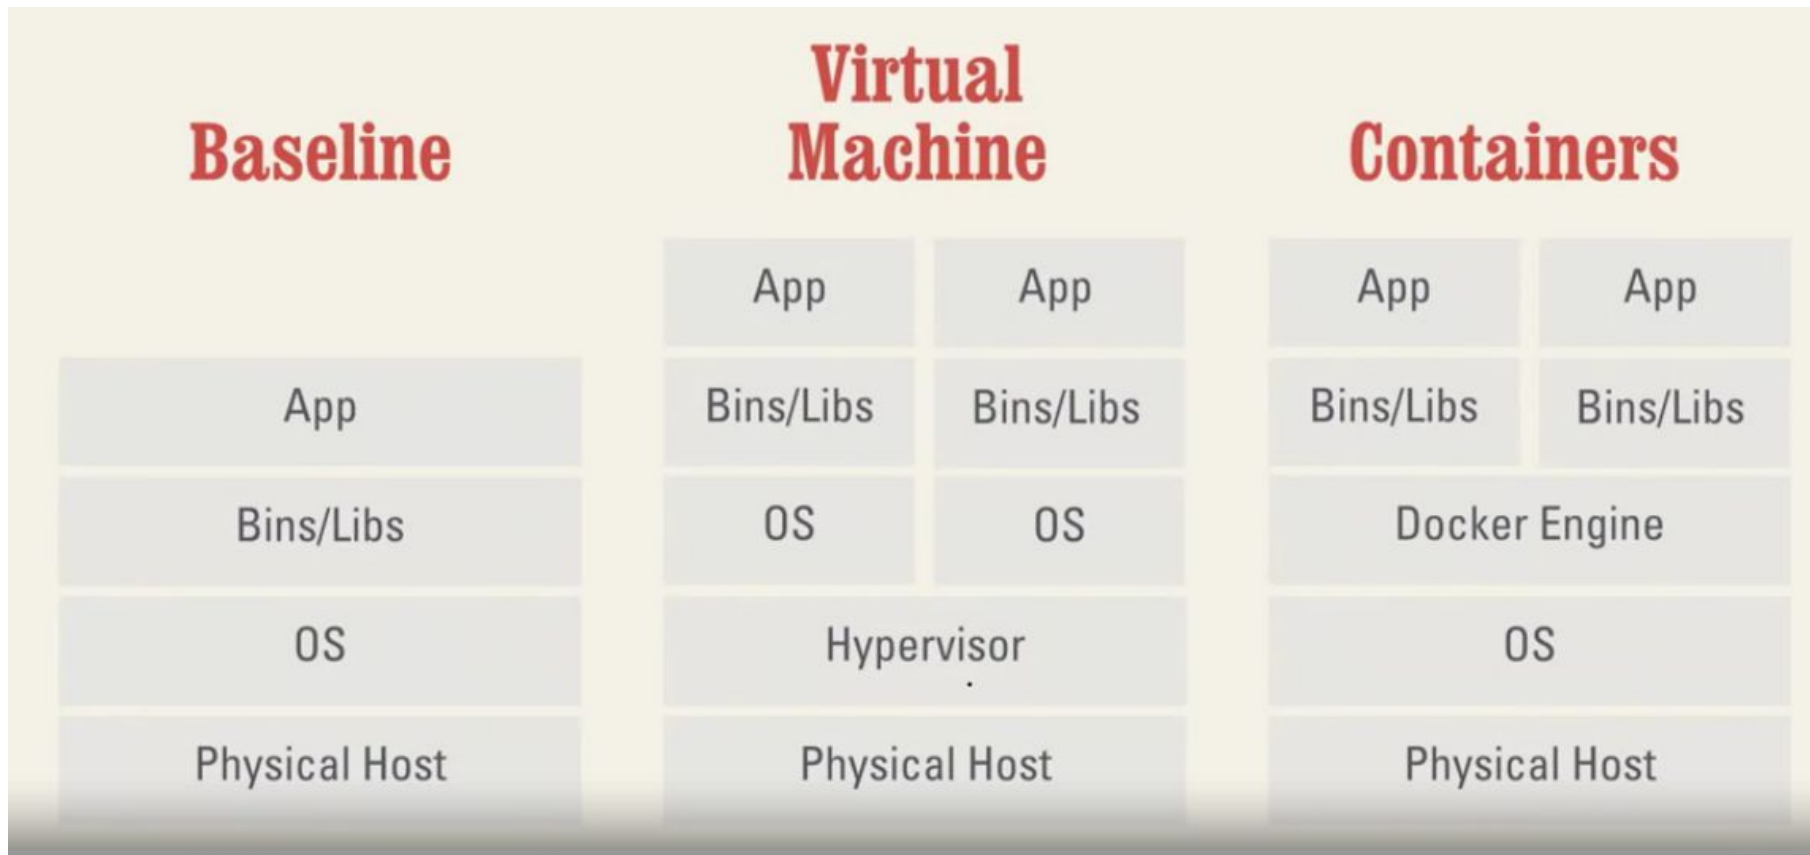 Baseline
Virtual
Machine
Containers
App
Bins/Libs
OS
Physical Host
App
App
Bins/Libs
Bins/Libs
OS
OS
Hypervisor
Physical Host
App
App
Bins/Libs
Bins/Libs
Docker Engine
OS
Physical Host